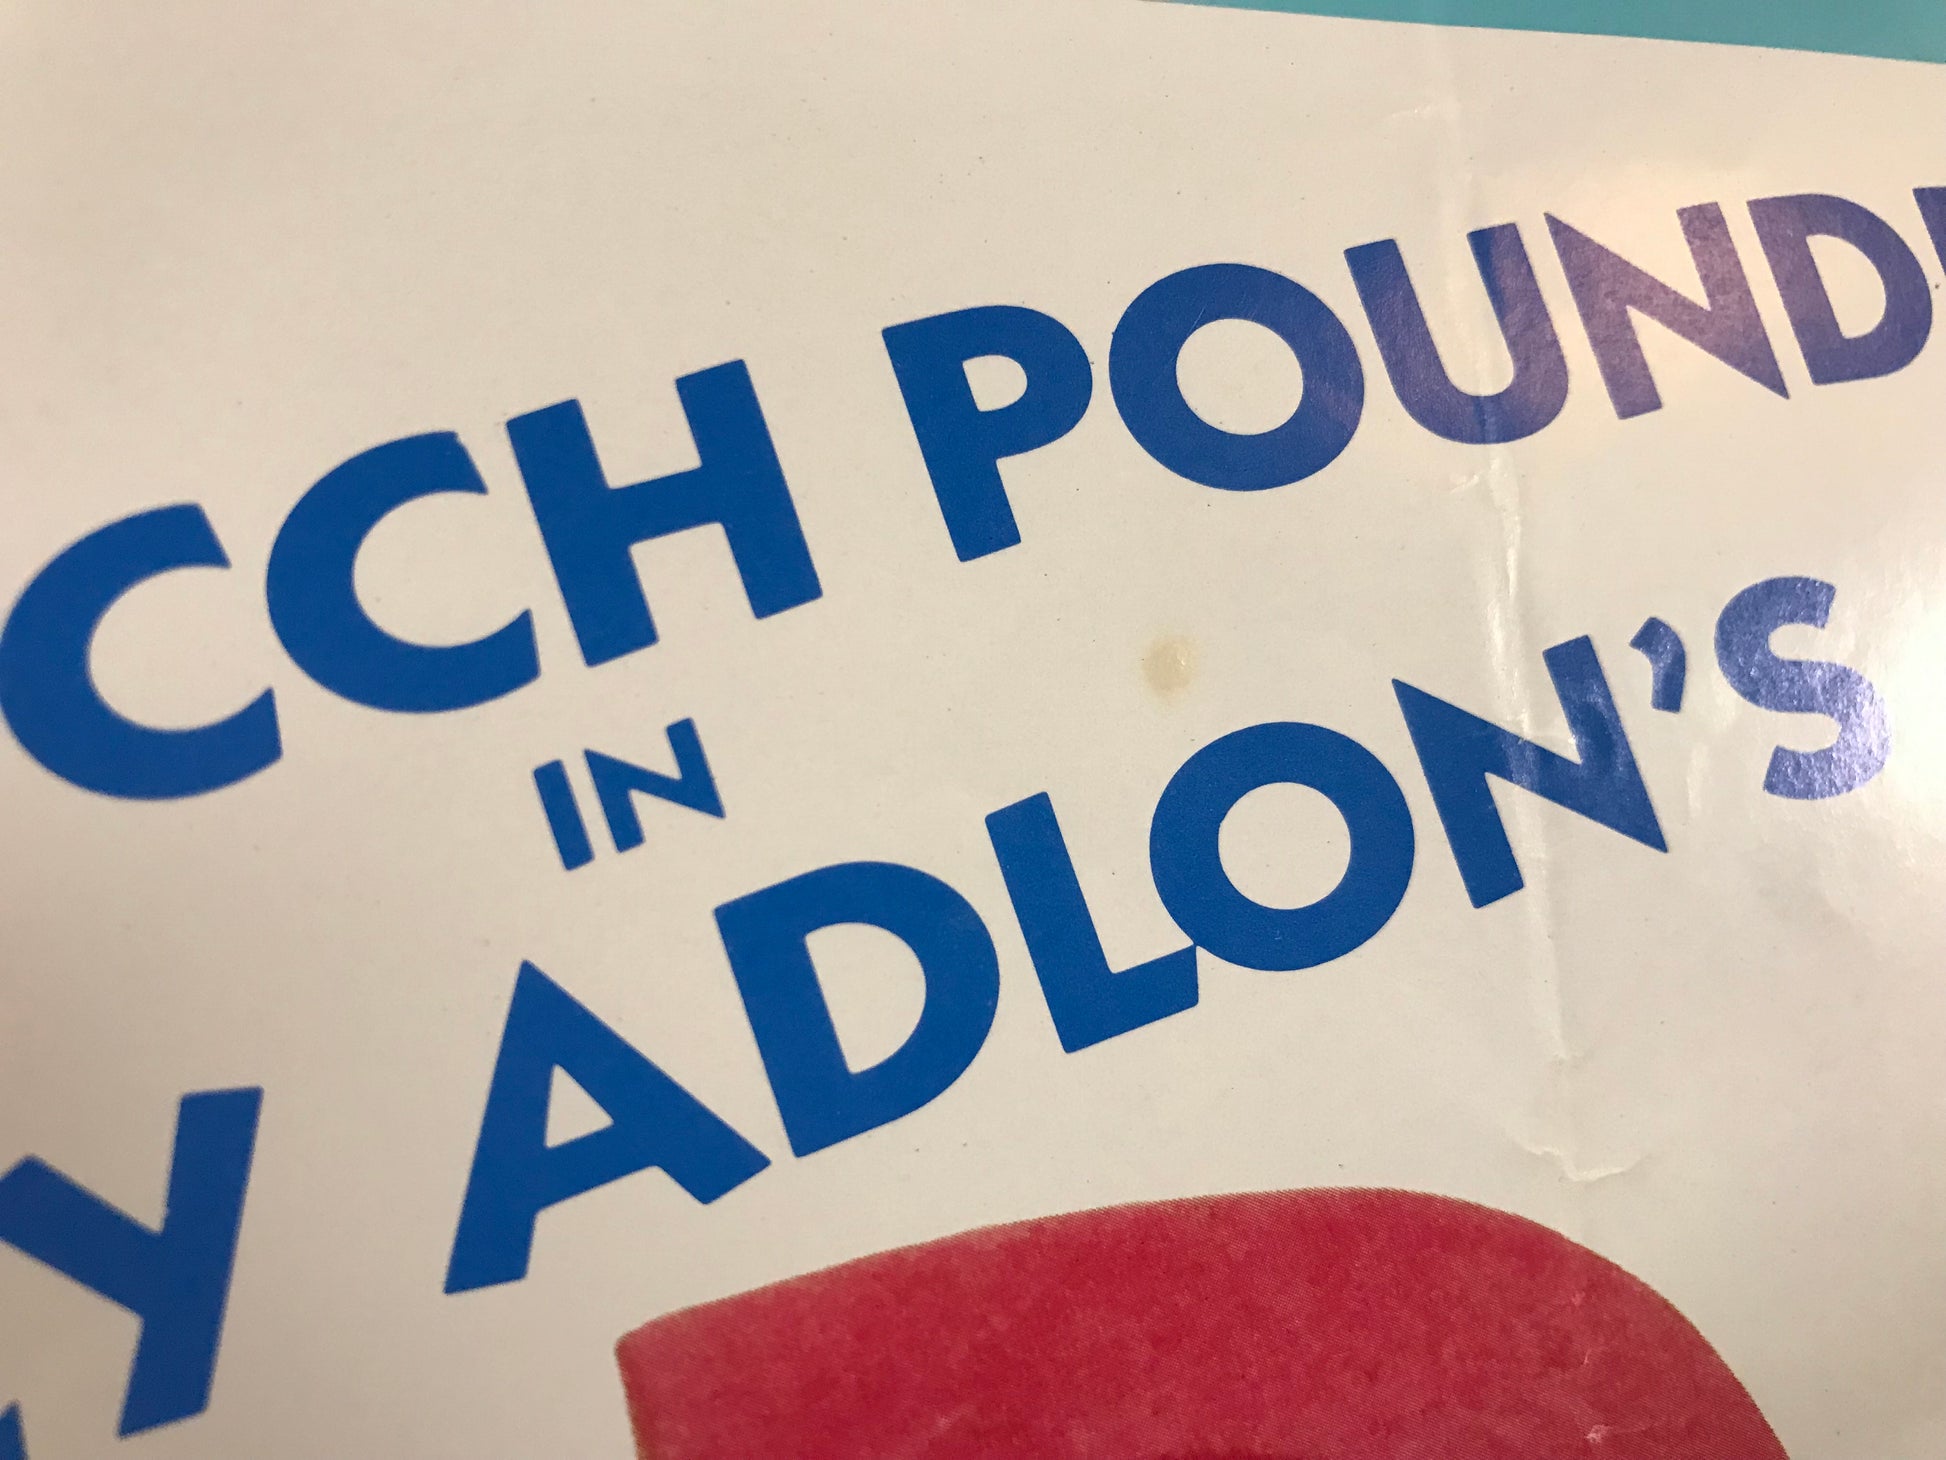 CCH POUND
IN
Y ADLON'S